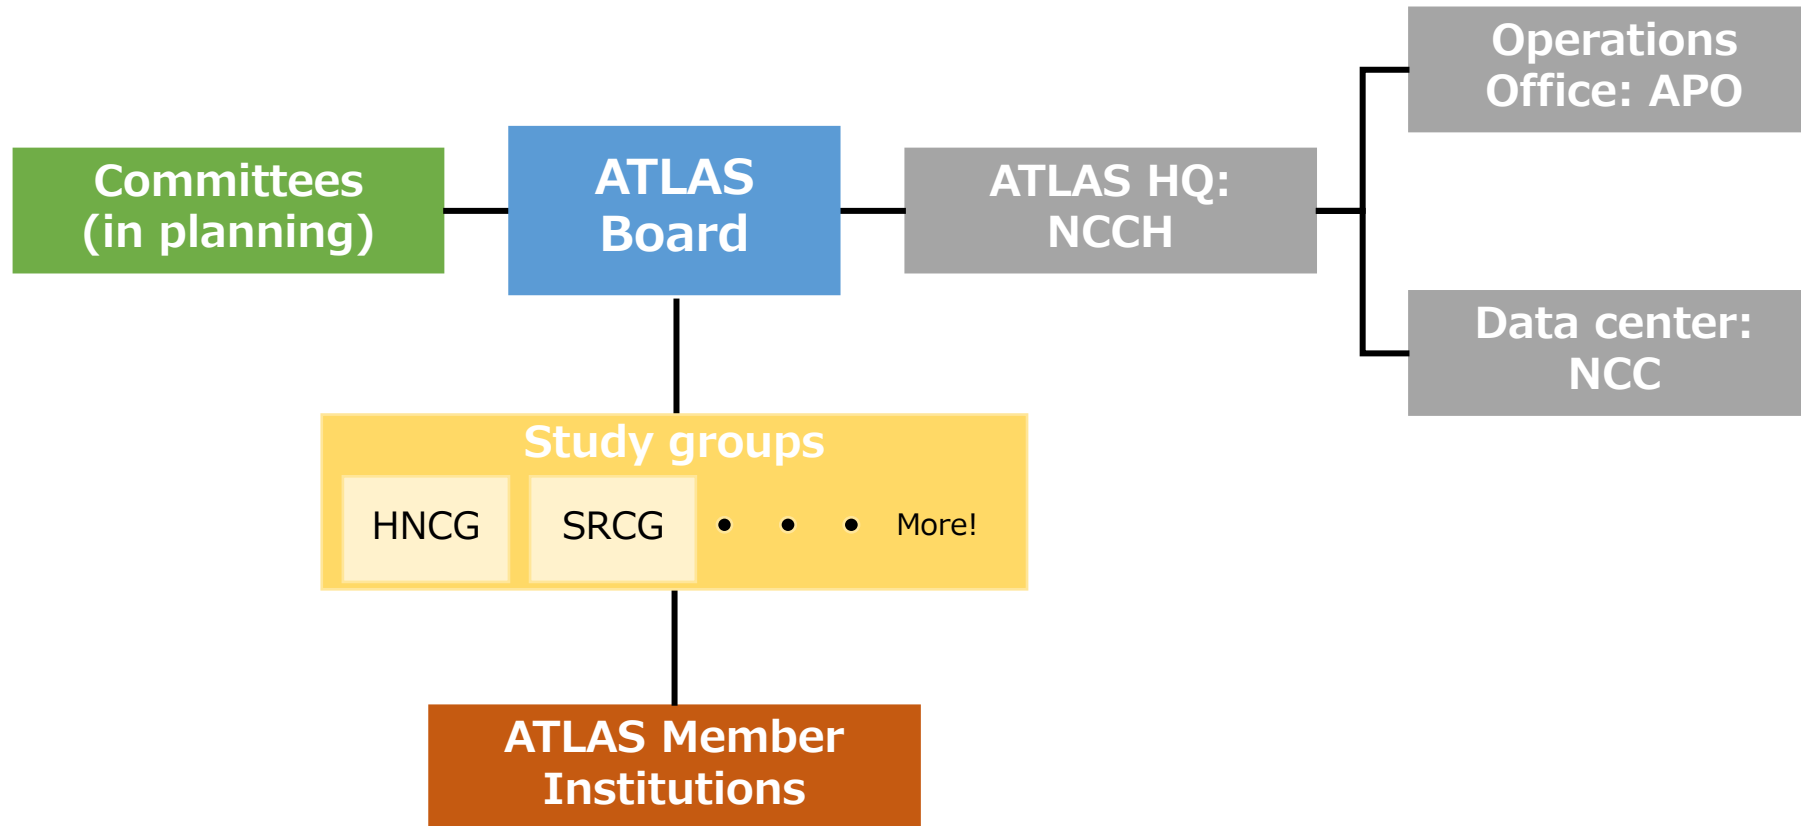 Operations
Office: APO
Committees
(in planning)
ATLAS
Board
ATLAS HQ:
NCCH
Data center:
NCC
Study groups
HNCG
SRCG
• • • More!
ATLAS Member
Institutions